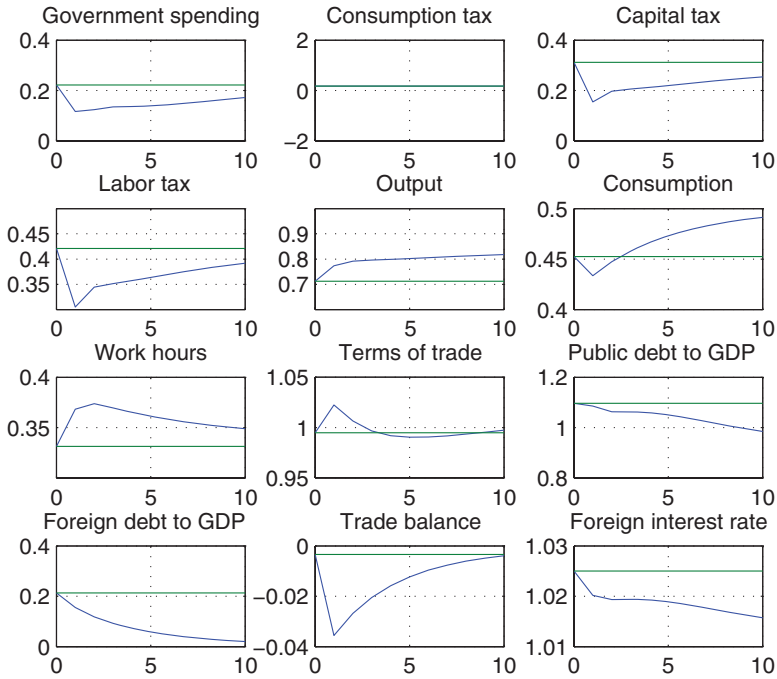 Government spending Consumption tax Capital tax
0.4 2 0.4
0.2 0 0.2
0 −2 0
0 5 10 0 5 10 0 5 10
Labor tax Output Consumption
0.45 0.9 0.5
0.4 0.8 0.45
0.35 0.7 0.4
0 5 10 0 5 10 0 5 10
Work hours Terms of trade Public debt to GDP
0.4 1.05 1.2
0.35 1 1
0.95 0.8
0 5 10 0 5 10 0 5 10
Foreign debt to GDP Trade balance Foreign interest rate
0.4 0 1.03
0.2 −0.02 1.02
0 −0.04 1.01
0 5 10 0 5 10 0 5 10